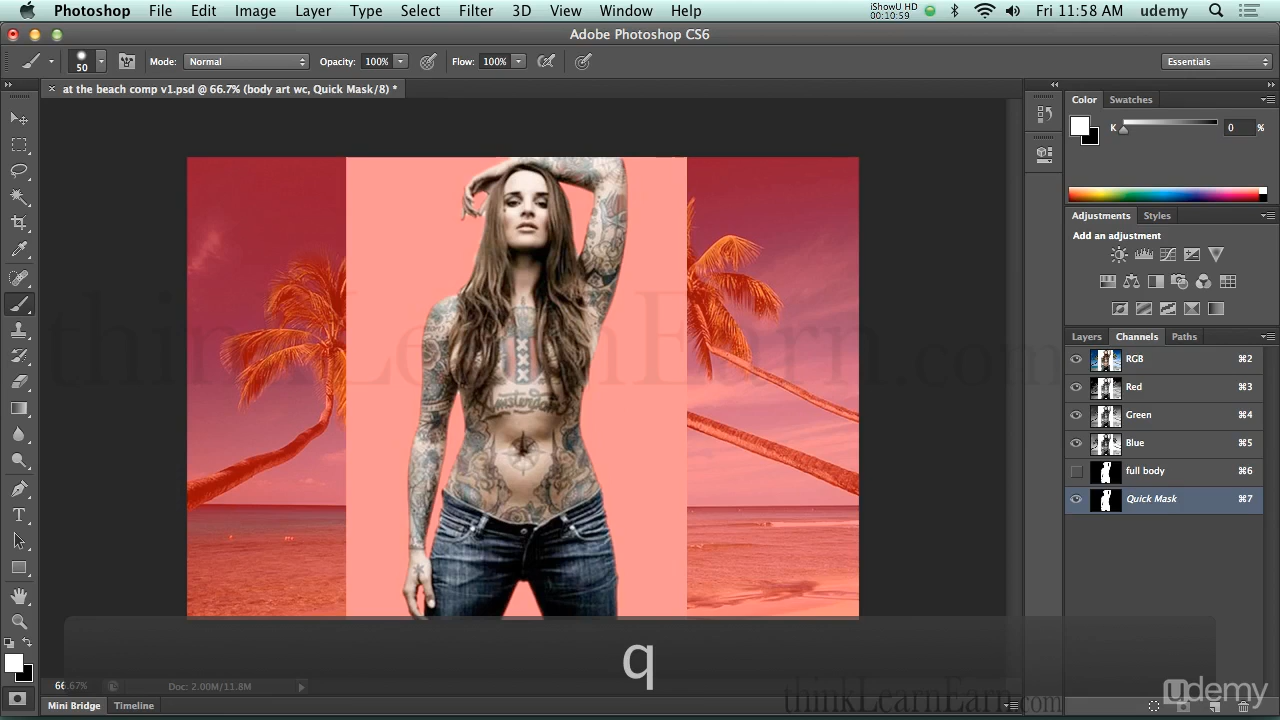 Photoshop File Edit Image Layer Type Select Filter 3D View Window Help iShowU HD 00:10:59 Fri 11:58 AM udemy
Adobe Photoshop CS6
50 Mode: Normal Opacity: 100% Flow: 100% Essentials
× at the beach comp v1.psd @ 66.7% (body art wc, Quick Mask/8) *
Color Swatches
K 0 %
Adjustments Styles
Add an adjustment
Layers Channels Paths
RGB ⌘2
Red ⌘3
Green ⌘4
Blue ⌘5
full body ⌘6
Quick Mask ⌘7
XXX
Amsterdam
thinkLearnEarn.com
q
66.67% Doc: 2.00M/11.8M
Mini Bridge Timeline
thinkLearnEarn.com
udemy